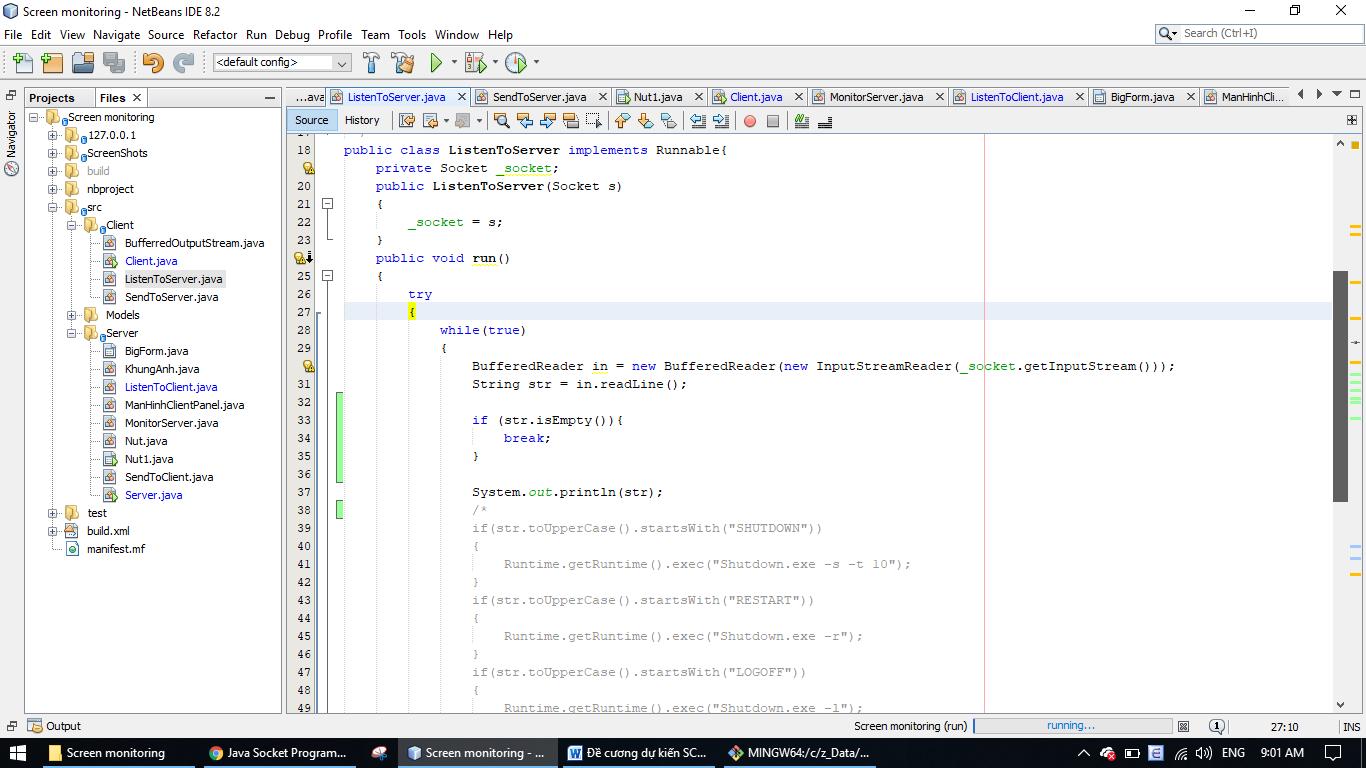 Screen monitoring - NetBeans IDE 8.2
File Edit View Navigate Source Refactor Run Debug Profile Team Tools Window Help
Search (Ctrl+I)
<default config>
Projects
Files
Navigator
Screen monitoring
127.0.0.1
ScreenShots
build
nbproject
src
Client
BufferredOutputStream.java
Client.java
ListenToServer.java
SendToServer.java
Models
Server
BigForm.java
KhungAnh.java
ListenToClient.java
ManHinhClientPanel.java
MonitorServer.java
Nut.java
Nut1.java
SendToClient.java
Server.java
test
build.xml
manifest.mf
...ava ListenToServer.java SendToServer.java Nut1.java Client.java MonitorServer.java ListenToClient.java BigForm.java ManHinhCli...
Source History
18 public class ListenToServer implements Runnable{
private Socket _socket;
20 public ListenToServer(Socket s)
21 {
22 _socket = s;
23 }
public void run()
25 {
26 try
27 {
28 while(true)
29 {
BufferedReader in = new BufferedReader(new InputStreamReader(_socket.getInputStream()));
31 String str = in.readLine();
32
33 if (str.isEmpty()){
34 break;
35 }
36
37 System.out.println(str);
38 /*
39 if(str.toUpperCase().startsWith("SHUTDOWN"))
40 {
41 Runtime.getRuntime().exec("Shutdown.exe -s -t 10");
42 }
43 if(str.toUpperCase().startsWith("RESTART"))
44 {
45 Runtime.getRuntime().exec("Shutdown.exe -r");
46 }
47 if(str.toUpperCase().startsWith("LOGOFF"))
48 {
49 Runtime.getRuntime().exec("Shutdown.exe -l");
Output
Screen monitoring (run) running... 1 27:10 INS
Screen monitoring
Java Socket Program...
Screen monitoring - ...
Đề cương dự kiến SC...
MINGW64:/c/z_Data/...
ENG 9:01 AM